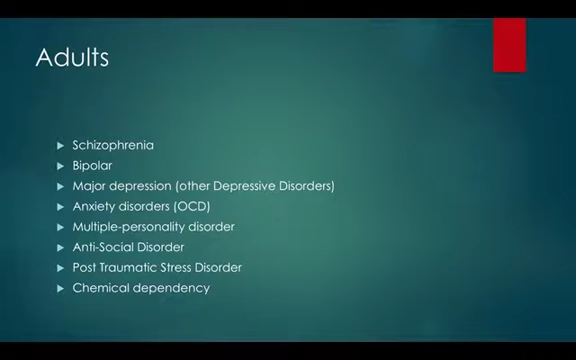 Adults
Schizophrenia
Bipolar
Major depression (other Depressive Disorders)
Anxiety disorders (OCD)
Multiple-personality disorder
Anti-Social Disorder
Post Traumatic Stress Disorder
Chemical dependency